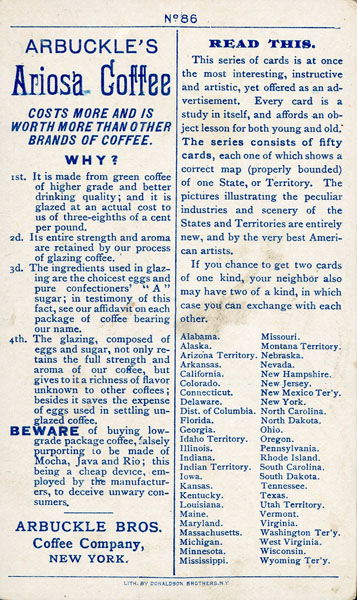 No 86
ARBUCKLE'S
Ariosa Coffee
COSTS MORE AND IS
WORTH MORE THAN OTHER
BRANDS OF COFFEE.
WHY?
1st. It is made from green coffee
of higher grade and better
drinking quality; and it is
glazed at an actual cost to
us of three-eighths of a cent
per pound.
2d. Its entire strength and aroma
are retained by our process
of glazing coffee.
3d. The ingredients used in glaz-
ing are the choicest eggs and
pure confectioners' "A"
sugar; in testimony of this
fact, see our affidavit on each
package of coffee bearing
our name.
4th. The glazing, composed of
eggs and sugar, not only re-
tains the full strength and
aroma of our coffee, but
gives to it a richness of flavor
unknown to other coffees;
besides it saves the expense
of eggs used in settling un-
glazed coffee.
BEWARE of buying low-
grade package coffee, falsely
purporting to be made of
Mocha, Java and Rio; this
being a cheap device, em-
ployed by the manufactur-
ers, to deceive unwary con-
sumers.
ARBUCKLE BROS.
Coffee Company,
NEW YORK.
READ THIS.
This series of cards is at once
the most interesting, instructive
and artistic, yet offered as an ad-
vertisement. Every card is a
study in itself, and affords an ob-
ject lesson for both young and old.
The series consists of fifty
cards, each one of which shows a
correct map (properly bounded)
of one State, or Territory. The
pictures illustrating the peculiar
industries and scenery of the
States and Territories are entirely
new, and by the very best Ameri-
can artists.
If you chance to get two cards
of one kind, your neighbor also
may have two of a kind, in which
case you can exchange with each
other.
Alabama.
Alaska.
Arizona Territory.
Arkansas.
California.
Colorado.
Connecticut.
Delaware.
Dist. of Columbia.
Florida.
Georgia.
Idaho Territory.
Illinois.
Indiana.
Indian Territory.
Iowa.
Kansas.
Kentucky.
Louisiana.
Maine.
Maryland.
Massachusetts.
Michigan.
Minnesota.
Mississippi.
Missouri.
Montana Territory.
Nebraska.
Nevada.
New Hampshire.
New Jersey.
New Mexico Ter'y.
New York.
North Carolina.
North Dakota.
Ohio.
Oregon.
Pennsylvania.
Rhode Island.
South Carolina.
South Dakota.
Tennessee.
Texas.
Utah Territory.
Vermont.
Virginia.
Washington Ter'y.
West Virginia.
Wisconsin.
Wyoming Ter'y.
LITH. BY DONALDSON BROTHERS, N.Y.